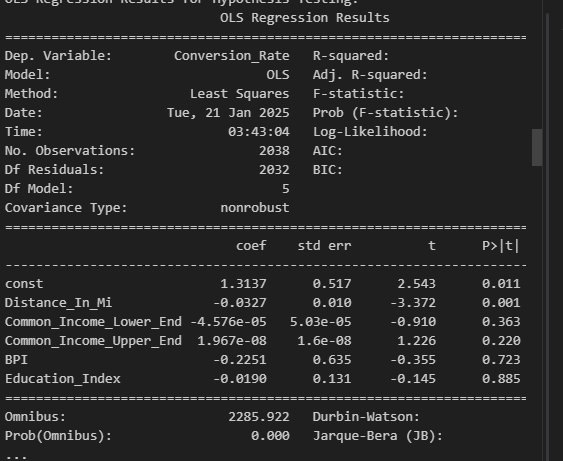 OLS Regression Results for Hypothesis Testing:
OLS Regression Results
==============================================================================
Dep. Variable: Conversion_Rate R-squared:
Model: OLS Adj. R-squared:
Method: Least Squares F-statistic:
Date: Tue, 21 Jan 2025 Prob (F-statistic):
Time: 03:43:04 Log-Likelihood:
No. Observations: 2038 AIC:
Df Residuals: 2032 BIC:
Df Model: 5
Covariance Type: nonrobust
==============================================================================
coef std err t P>|t|
------------------------------------------------------------------------------
const 1.3137 0.517 2.543 0.011
Distance_In_Mi -0.0327 0.010 -3.372 0.001
Common_Income_Lower_End -4.576e-05 5.03e-05 -0.910 0.363
Common_Income_Upper_End 1.967e-08 1.6e-08 1.226 0.220
BPI -0.2251 0.635 -0.355 0.723
Education_Index -0.0190 0.131 -0.145 0.885
==============================================================================
Omnibus: 2285.922 Durbin-Watson:
Prob(Omnibus): 0.000 Jarque-Bera (JB):
...